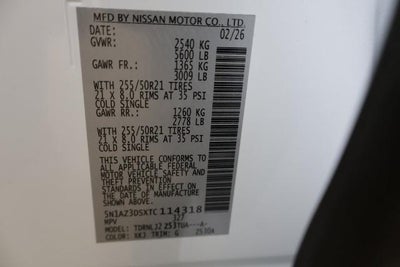 MFD BY NISSAN MOTOR CO., LTD.
DATE: 02/26
GVWR: 2540 KG
5600 LB
GAWR FR.: 1365 KG
3009 LB
WITH 255/50R21 TIRES
21 X 8.0 RIMS AT 35 PSI
COLD SINGLE
GAWR RR.: 1260 KG
2778 LB
WITH 255/50R21 TIRES
21 X 8.0 RIMS AT 35 PSI
COLD SINGLE
THIS VEHICLE CONFORMS TO
ALL APPLICABLE FEDERAL
MOTOR VEHICLE SAFETY AND
THEFT PREVENTION
STANDARDS IN EFFECT ON
THE DATE OF MANUFACTURE
SHOWN ABOVE.
5N1AZ3DSXTC114318
MPV 177
MODEL:
COLOR: XKJ TRIM: G